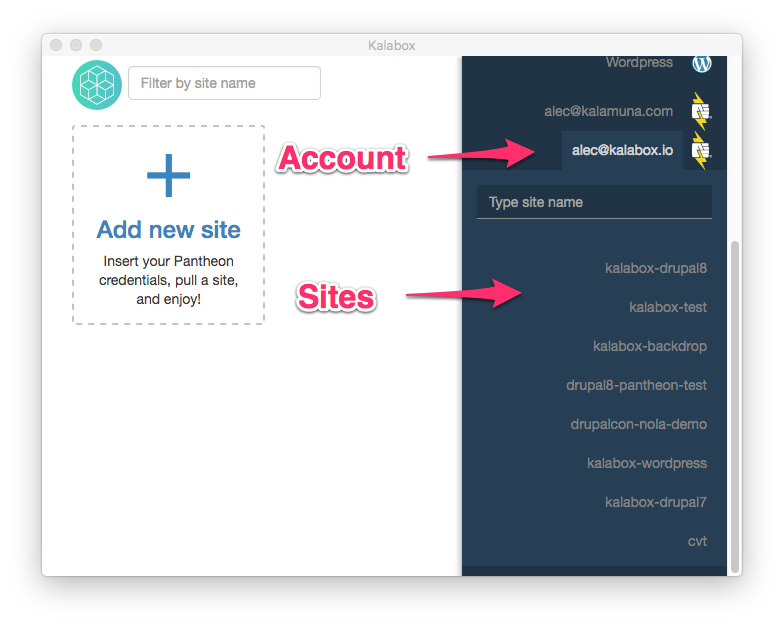 Kalabox
Filter by site name
Add new site
Insert your Pantheon
credentials, pull a site,
and enjoy!
Account
Sites
Wordpress
alec@kalamuna.com
alec@kalabox.io
Type site name
kalabox-drupal8
kalabox-test
kalabox-backdrop
drupal8-pantheon-test
drupalcon-nola-demo
kalabox-wordpress
kalabox-drupal7
cvt